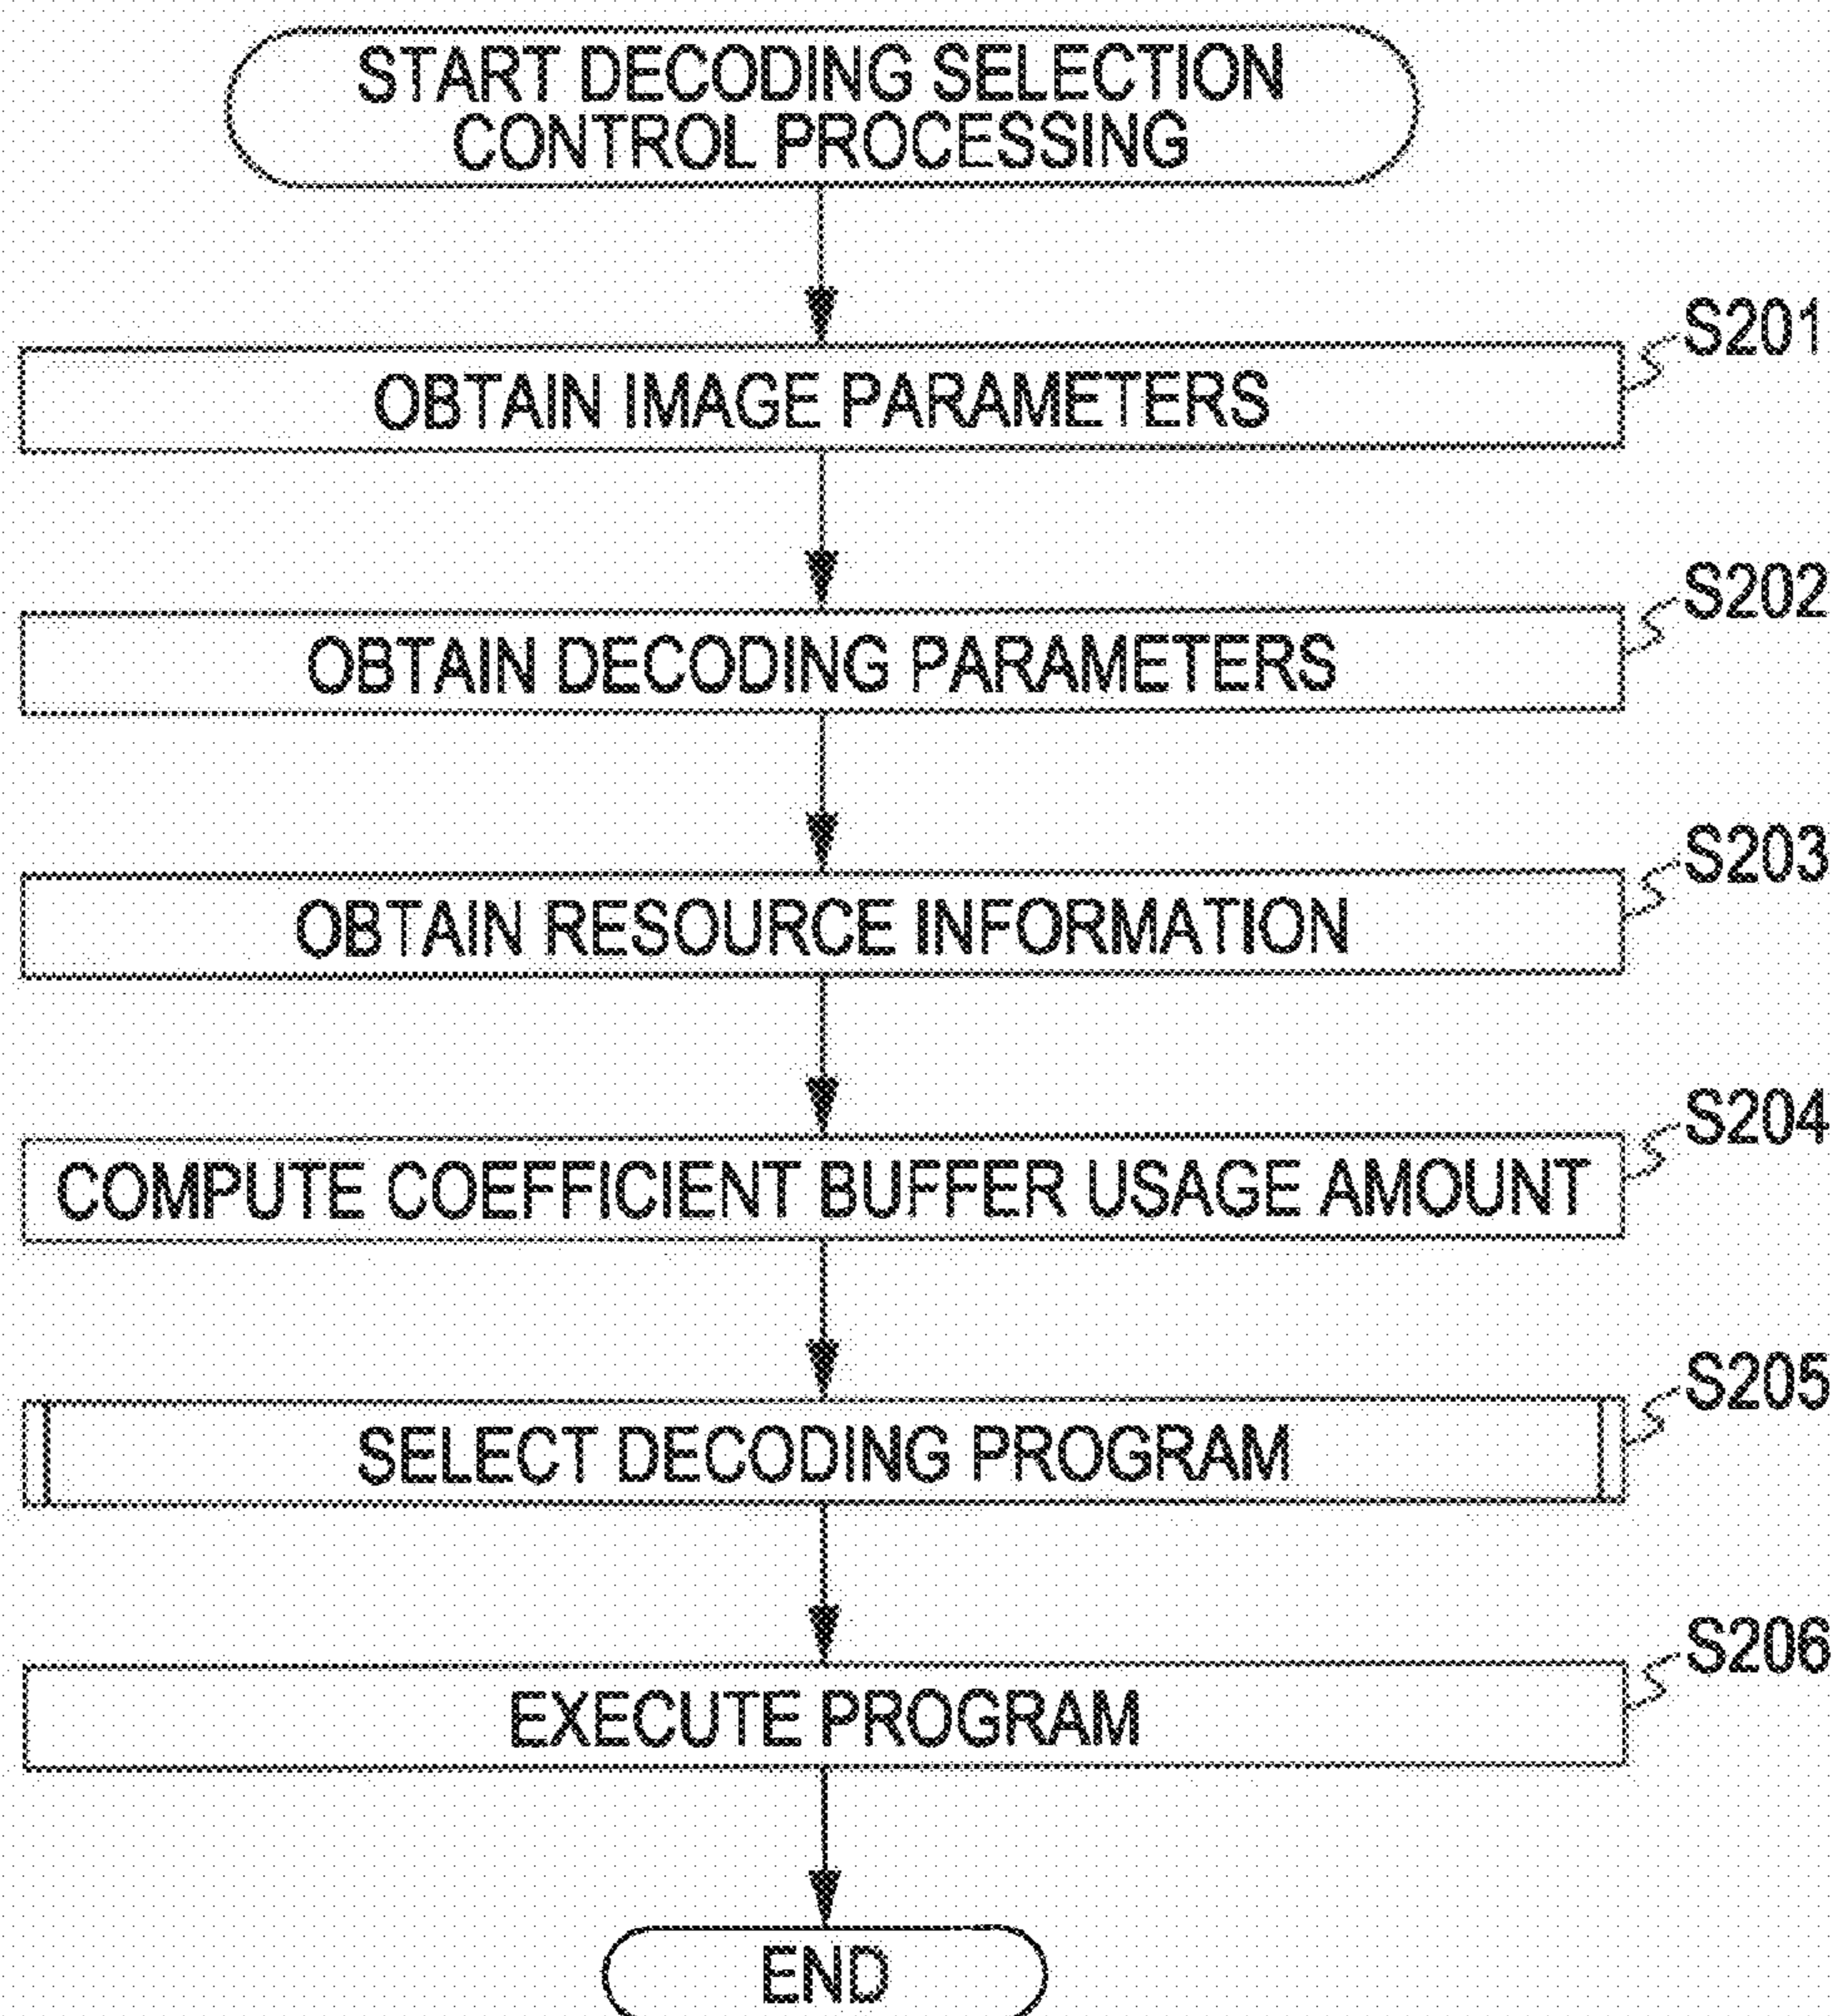 START DECODING SELECTION
CONTROL PROCESSING
S201
OBTAIN IMAGE PARAMETERS
S202
OBTAIN DECODING PARAMETERS
S203
OBTAIN RESOURCE INFORMATION
S204
COMPUTE COEFFICIENT BUFFER USAGE AMOUNT
S205
SELECT DECODING PROGRAM
S206
EXECUTE PROGRAM
END